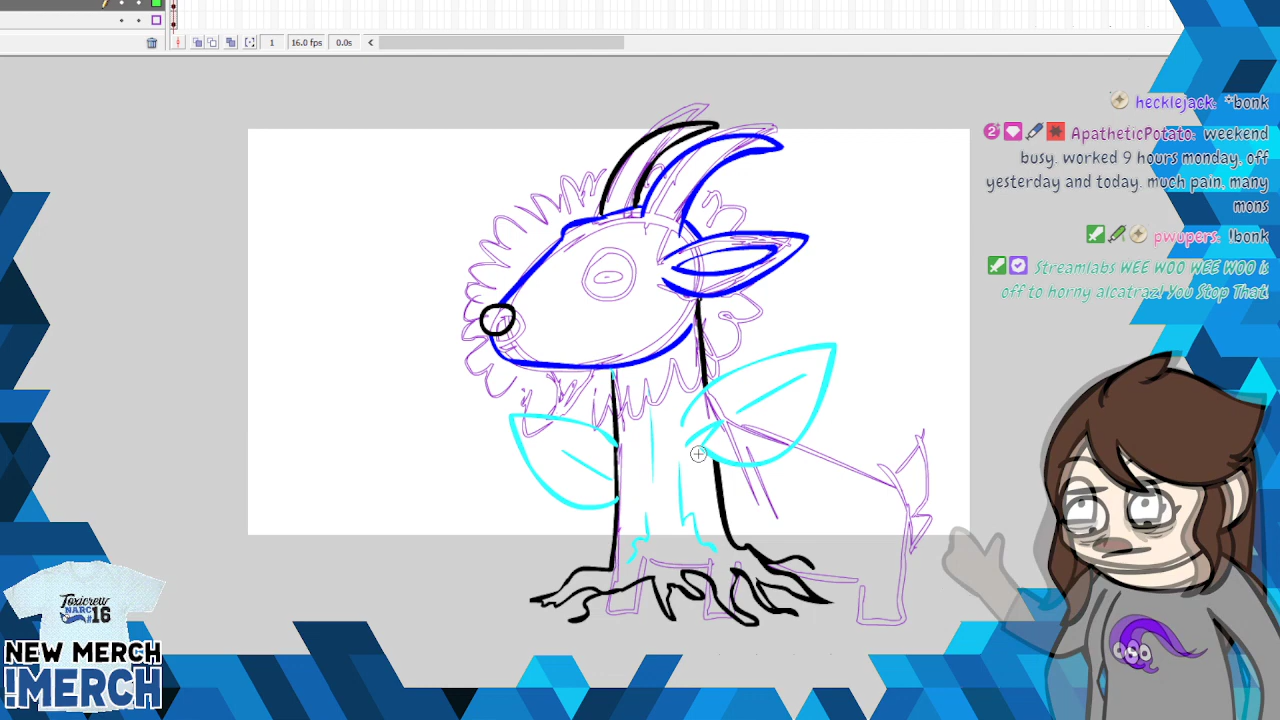 1 16.0 fps 0.0s
hecklejack: *bonk
2 ApatheticPotato: weekend
busy. worked 9 hours monday, off
yesterday and today. much pain, many
mons
pwupers: !bonk
Streamlabs WEE WOO WEE WOO is
off to horny alcatraz! You Stop That!
Toxicrew
NARC
#16
NEW MERCH
!MERCH